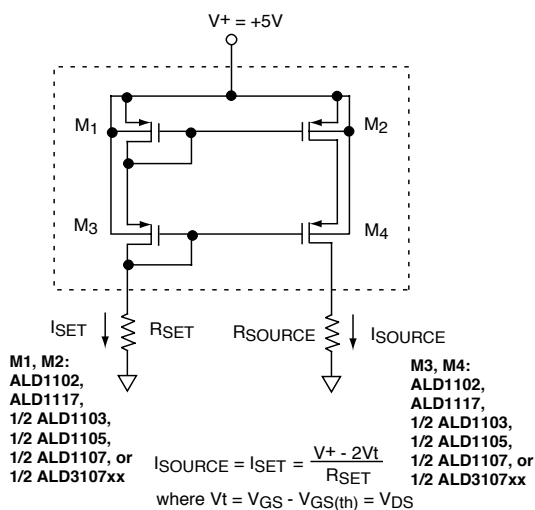 V+ = +5V
M1
M2
M3
M4
ISET
RSET
RSOURCE
ISOURCE
M1, M2:
ALD1102,
ALD1117,
1/2 ALD1103,
1/2 ALD1105,
1/2 ALD1107, or
1/2 ALD3107xx
M3, M4:
ALD1102,
ALD1117,
1/2 ALD1103,
1/2 ALD1105,
1/2 ALD1107, or
1/2 ALD3107xx
ISOURCE = ISET = V+ - 2Vt
RSET
where Vt = VGS - VGS(th) = VDS